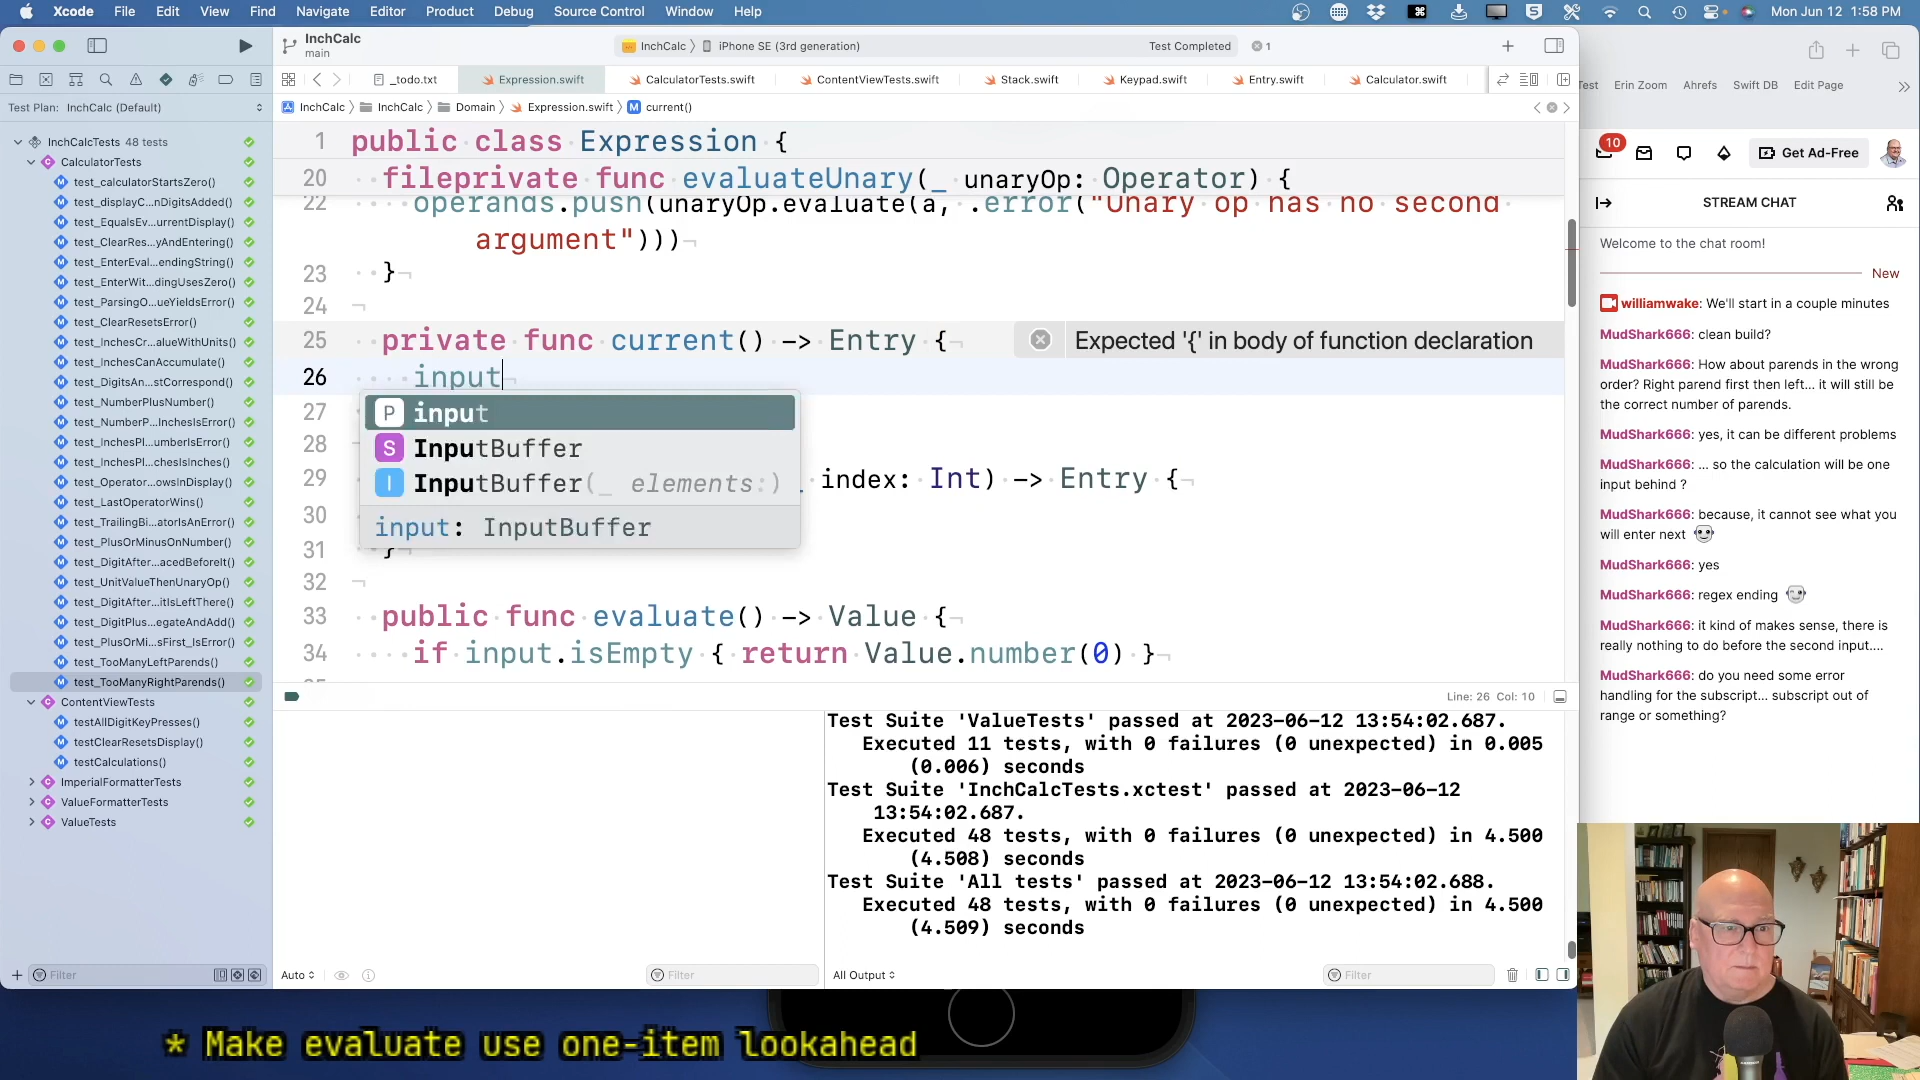 Xcode File Edit View Find Navigate Editor Product Debug Source Control Window Help Mon Jun 12 1:58 PM
InchCalc
main
InchCalc iPhone SE (3rd generation) Test Completed 1
_todo.txt Expression.swift CalculatorTests.swift ContentViewTests.swift Stack.swift Keypad.swift Entry.swift Calculator.swift
Test Plan: InchCalc (Default)
InchCalc InchCalc Domain Expression.swift M current()
InchCalcTests 48 tests
CalculatorTests
test_calculatorStartsZero()
test_displayC...nDigitsAdded()
test_EqualsEv...urrentDisplay()
test_ClearRes...yAndEntering()
test_EnterEval...endingString()
test_EnterWit...dingUsesZero()
test_ParsingO...ueYieldsError()
test_ClearResetsError()
test_InchesCr...alueWithUnits()
test_InchesCanAccumulate()
test_DigitsAn...stCorrespond()
test_NumberPlusNumber()
test_NumberP...InchesIsError()
test_InchesPl...umberIsError()
test_InchesPl...chesIsInches()
test_Operator...owsInDisplay()
test_LastOperatorWins()
test_TrailingBi...atorIsAnError()
test_PlusOrMinusOnNumber()
test_DigitAfter...acedBeforeIt()
test_UnitValueThenUnaryOp()
test_DigitAfter...itIsLeftThere()
test_DigitPlus...egateAndAdd()
test_PlusOrMi...sFirst_IsError()
test_TooManyLeftParends()
test_TooManyRightParends()
ContentViewTests
testAllDigitKeyPresses()
testClearResetsDisplay()
testCalculations()
ImperialFormatterTests
ValueFormatterTests
ValueTests
Filter
1 public class Expression {
20 fileprivate func evaluateUnary(_ unaryOp: Operator) {
22 operands.push(unaryOp.evaluate(a, .error("Unary op has no second
argument")))
23 }
24
25 private func current() -> Entry {
Expected '{' in body of function declaration
26 input
27
P input
28
S InputBuffer
29 _ index: Int) -> Entry {
I InputBuffer(_ elements:)
30
input: InputBuffer
31 }
32
33 public func evaluate() -> Value {
34 if input.isEmpty { return Value.number(0) }
Line: 26 Col: 10
Test Suite 'ValueTests' passed at 2023-06-12 13:54:02.687.
Executed 11 tests, with 0 failures (0 unexpected) in 0.005
(0.006) seconds
Test Suite 'InchCalcTests.xctest' passed at 2023-06-12
13:54:02.687.
Executed 48 tests, with 0 failures (0 unexpected) in 4.500
(4.508) seconds
Test Suite 'All tests' passed at 2023-06-12 13:54:02.688.
Executed 48 tests, with 0 failures (0 unexpected) in 4.500
(4.509) seconds
Auto Filter All Output Filter
Test Erin Zoom Ahrefs Swift DB Edit Page
10 Get Ad-Free
STREAM CHAT
Welcome to the chat room!
New
williamwake: We'll start in a couple minutes
MudShark666: clean build?
MudShark666: How about parends in the wrong
order? Right parend first then left... it will still be
the correct number of parends.
MudShark666: yes, it can be different problems
MudShark666: ... so the calculation will be one
input behind ?
MudShark666: because, it cannot see what you
will enter next
MudShark666: yes
MudShark666: regex ending
MudShark666: it kind of makes sense, there is
really nothing to do before the second input....
MudShark666: do you need some error
handling for the subscript... subscript out of
range or something?
* Make evaluate use one-item lookahead